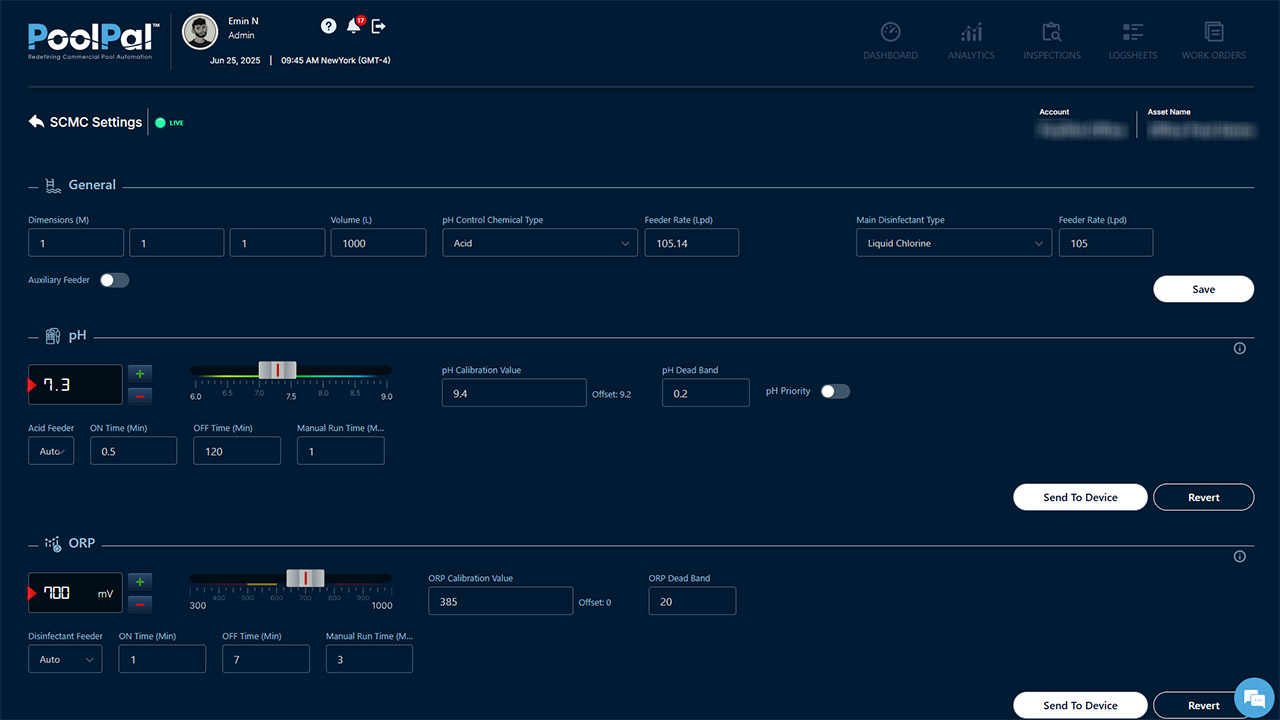 PoolPal™
Redefining Commercial Pool Automation
Emin N
Admin
17
Jun 25, 2025 | 09:45 AM NewYork (GMT-4)
DASHBOARD
ANALYTICS
INSPECTIONS
LOGSHEETS
WORK ORDERS
SCMC Settings
LIVE
Account
Asset Name
General
Dimensions (M)
Volume (L)
pH Control Chemical Type
Feeder Rate (Lpd)
Main Disinfectant Type
Feeder Rate (Lpd)
1
1
1
1000
Acid
105.14
Liquid Chlorine
105
Auxiliary Feeder
Save
pH
7.3
+
−
6.0 6.5 7.0 7.5 8.0 8.5 9.0
pH Calibration Value
9.4
Offset: 9.2
pH Dead Band
0.2
pH Priority
Acid Feeder
ON Time (Min)
OFF Time (Min)
Manual Run Time (M...
Auto
0.5
120
1
Send To Device
Revert
ORP
700 mV
+
−
300 400 500 600 700 800 900 1000
ORP Calibration Value
385
Offset: 0
ORP Dead Band
20
Disinfectant Feeder
ON Time (Min)
OFF Time (Min)
Manual Run Time (M...
Auto
1
7
3
Send To Device
Revert